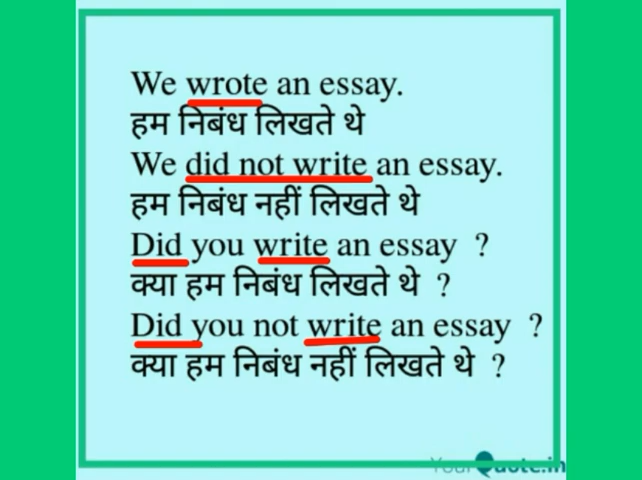 We wrote an essay.
हम निबंध लिखते थे
We did not write an essay.
हम निबंध नहीं लिखते थे
Did you write an essay ?
क्या हम निबंध लिखते थे ?
Did you not write an essay ?
क्या हम निबंध नहीं लिखते थे ?
YourQuote.in